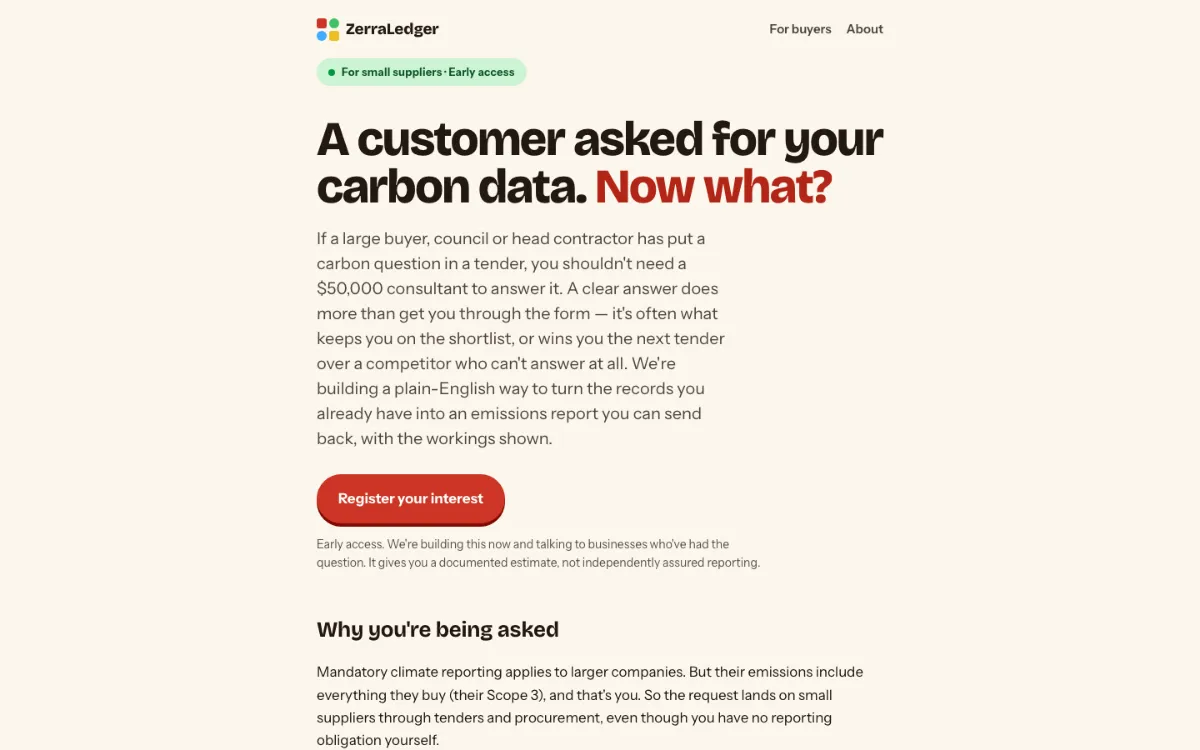 ZerraLedger
For buyers
About
For small suppliers · Early access
A customer asked for your
carbon data. Now what?
If a large buyer, council or head contractor has put a
carbon question in a tender, you shouldn't need a
$50,000 consultant to answer it. A clear answer does
more than get you through the form — it's often what
keeps you on the shortlist, or wins you the next tender
over a competitor who can't answer at all. We're
building a plain-English way to turn the records you
already have into an emissions report you can send
back, with the workings shown.
Register your interest
Early access. We're building this now and talking to businesses who've had the
question. It gives you a documented estimate, not independently assured reporting.
Why you're being asked
Mandatory climate reporting applies to larger companies. But their emissions include
everything they buy (their Scope 3), and that's you. So the request lands on small
suppliers through tenders and procurement, even though you have no reporting
obligation yourself.